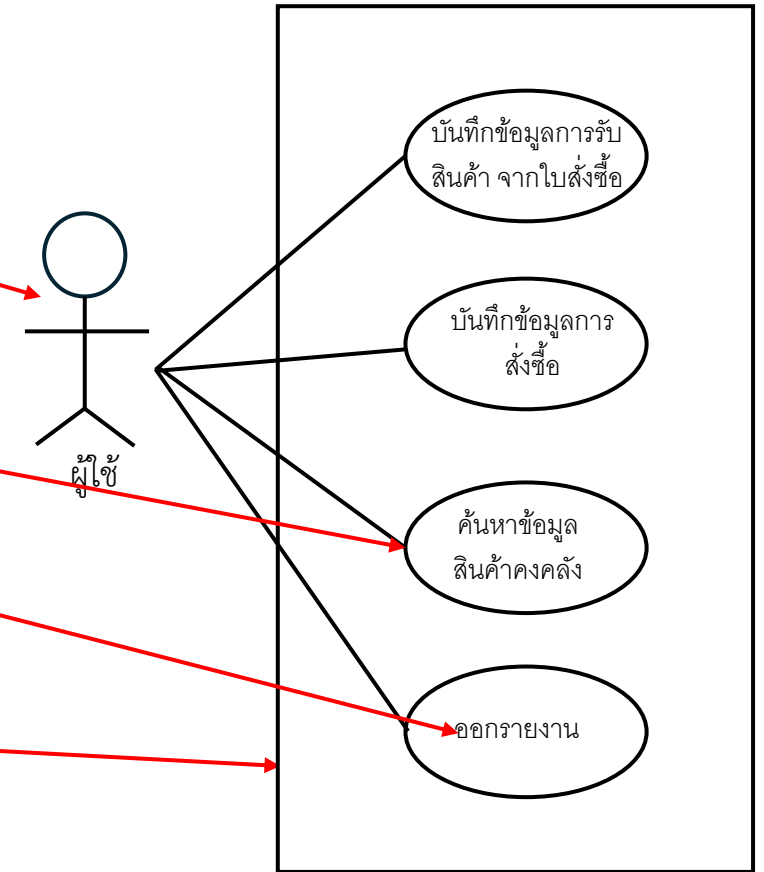 บันทึกข้อมูลการรับ
สินค้า จากใบสั่งซื้อ
บันทึกข้อมูลการ
สั่งซื้อ
ผู้ใช้
ค้นหาข้อมูล
สินค้าคงคลัง
ออกรายงาน